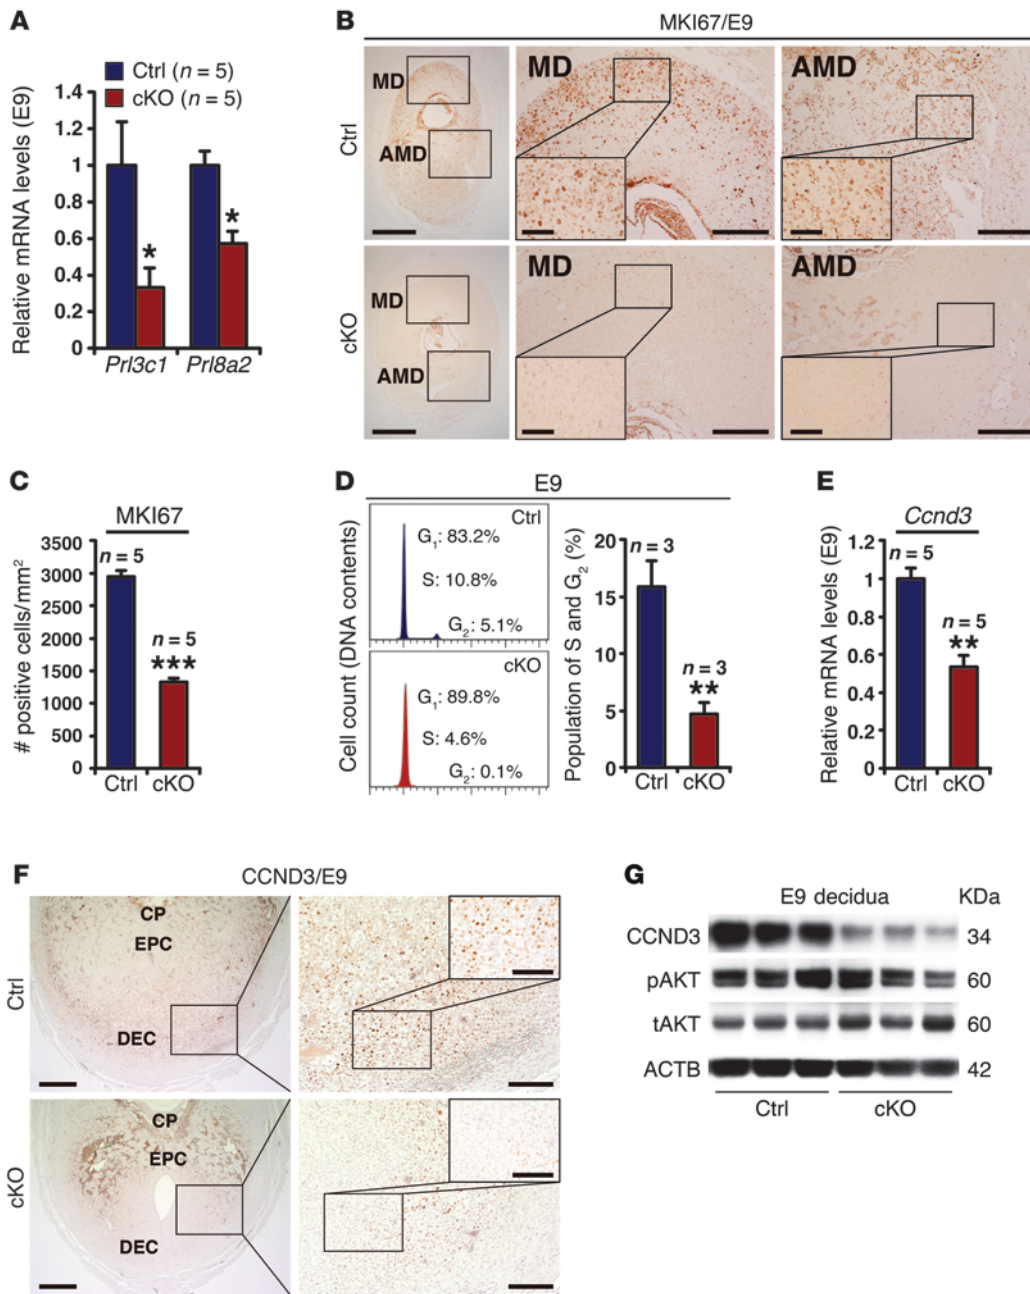 A
Ctrl (n = 5)
cKO (n = 5)
Relative mRNA levels (E9)
1.4
1.2
1
0.8
0.6
0.4
0.2
0
*
*
Prl3c1 Prl8a2
B
MKI67/E9
Ctrl
MD
AMD
MD
AMD
cKO
MD
AMD
MD
AMD
C
MKI67
# positive cells/mm²
3500
3000
2500
2000
1500
1000
500
0
n = 5
n = 5
***
Ctrl cKO
D
E9
Cell count (DNA contents)
Ctrl
G₁: 83.2%
S: 10.8%
G₂: 5.1%
cKO
G₁: 89.8%
S: 4.6%
G₂: 0.1%
Population of S and G₂ (%)
20
15
10
5
0
n = 3
n = 3
**
Ctrl cKO
E
Ccnd3
Relative mRNA levels (E9)
1.2
1
0.8
0.6
0.4
0.2
0
n = 5
n = 5
**
Ctrl cKO
F
CCND3/E9
Ctrl
CP
EPC
DEC
cKO
CP
EPC
DEC
G
E9 decidua KDa
CCND3 34
pAKT 60
tAKT 60
ACTB 42
Ctrl cKO